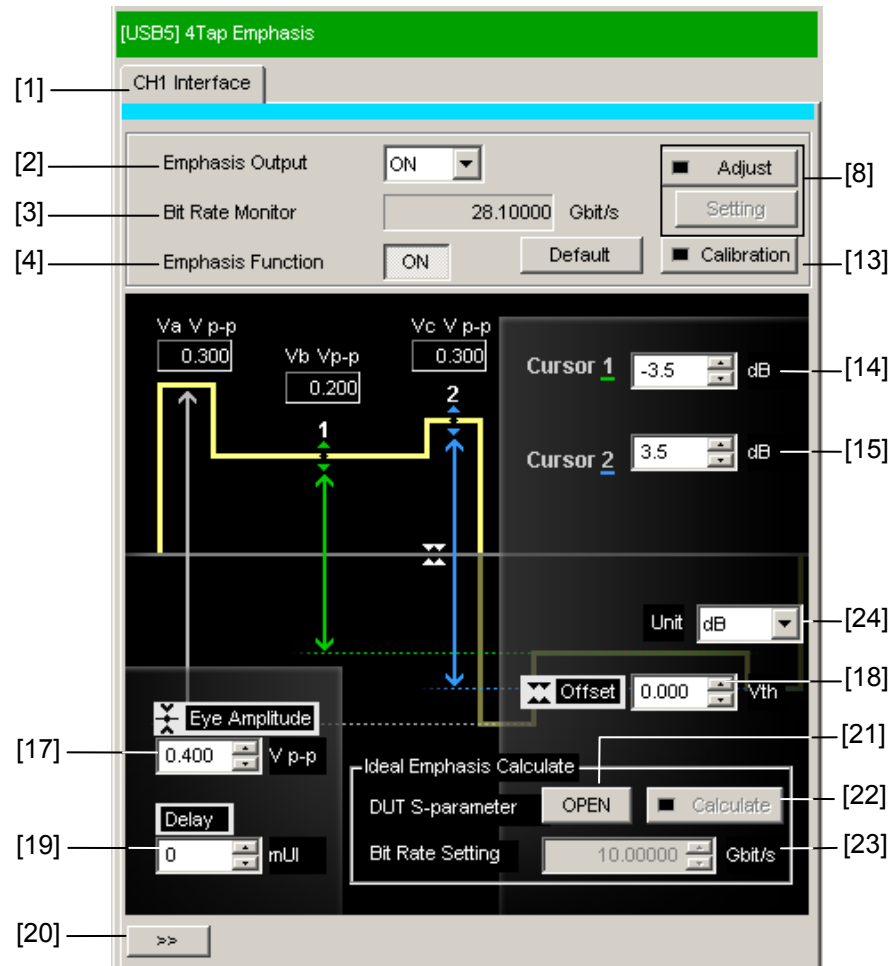 [USB5] 4Tap Emphasis
[1] CH1 Interface
[2] Emphasis Output ON Adjust [8]
[3] Bit Rate Monitor 28.10000 Gbit/s Setting
[4] Emphasis Function ON Default Calibration [13]
Va V p-p Vb Vp-p Vc V p-p
0.300 0.200 0.300
Cursor 1 -3.5 dB [14]
1 2
Cursor 2 3.5 dB [15]
Unit dB [24]
Offset 0.000 Vth [18]
Eye Amplitude
[17] 0.400 V p-p
[21]
Ideal Emphasis Calculate
DUT S-parameter OPEN Calculate [22]
Delay
[19] 0 mUI
Bit Rate Setting 10.00000 Gbit/s [23]
[20] >>